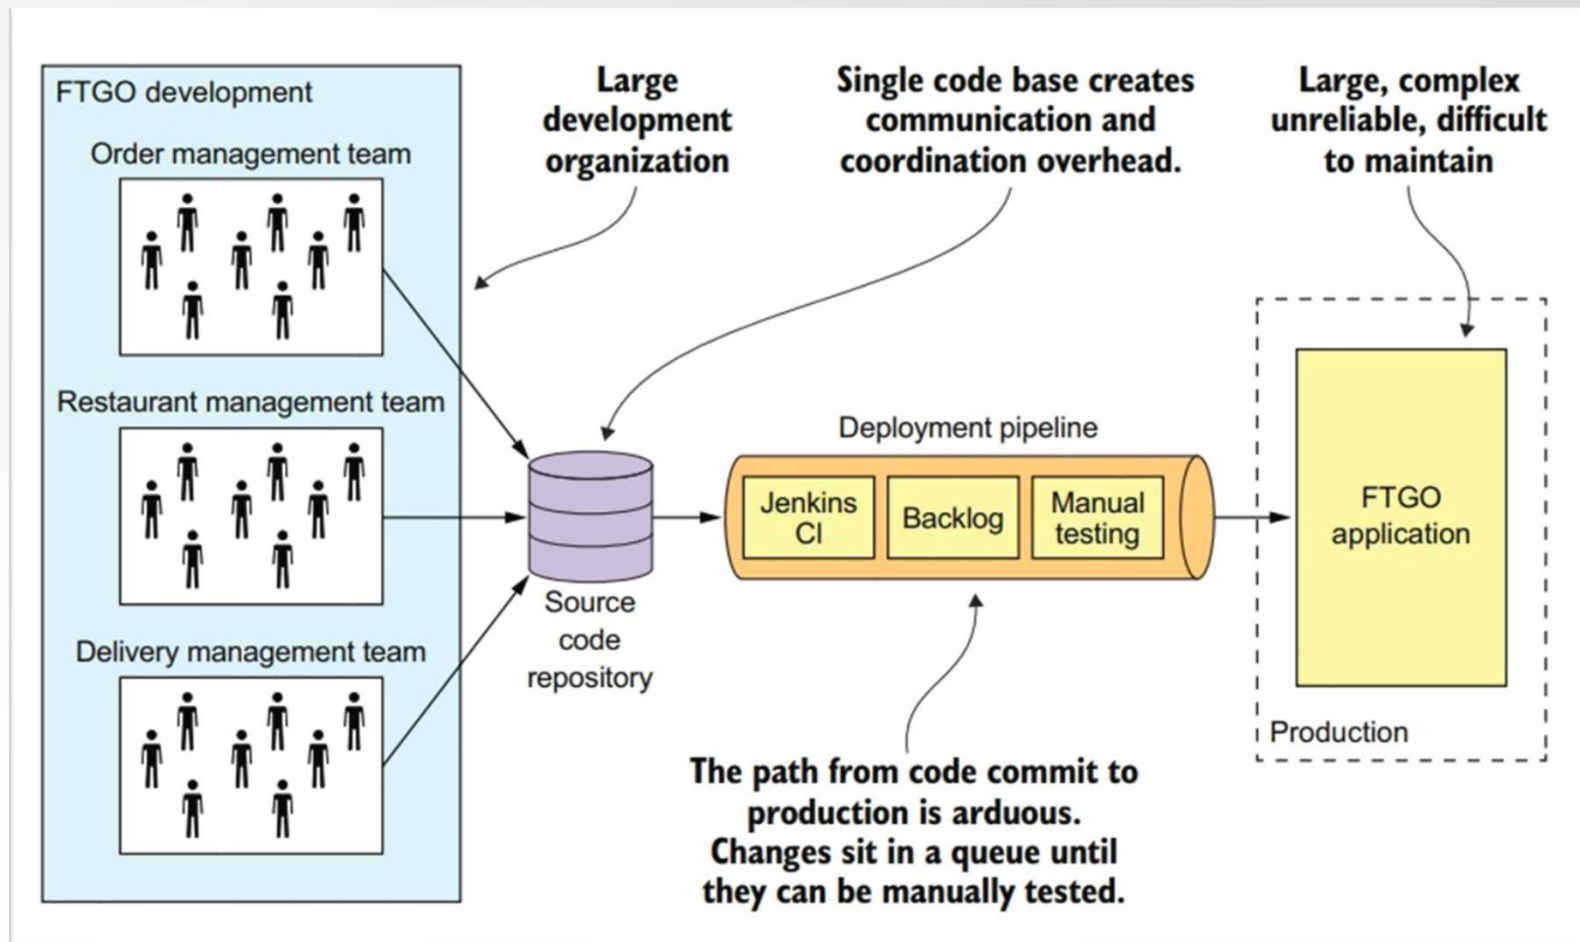 FTGO development
Order management team
Restaurant management team
Delivery management team
Large
development
organization
Single code base creates
communication and
coordination overhead.
Large, complex
unreliable, difficult
to maintain
Source
code
repository
Deployment pipeline
Jenkins
CI
Backlog
Manual
testing
The path from code commit to
production is arduous.
Changes sit in a queue until
they can be manually tested.
FTGO
application
Production